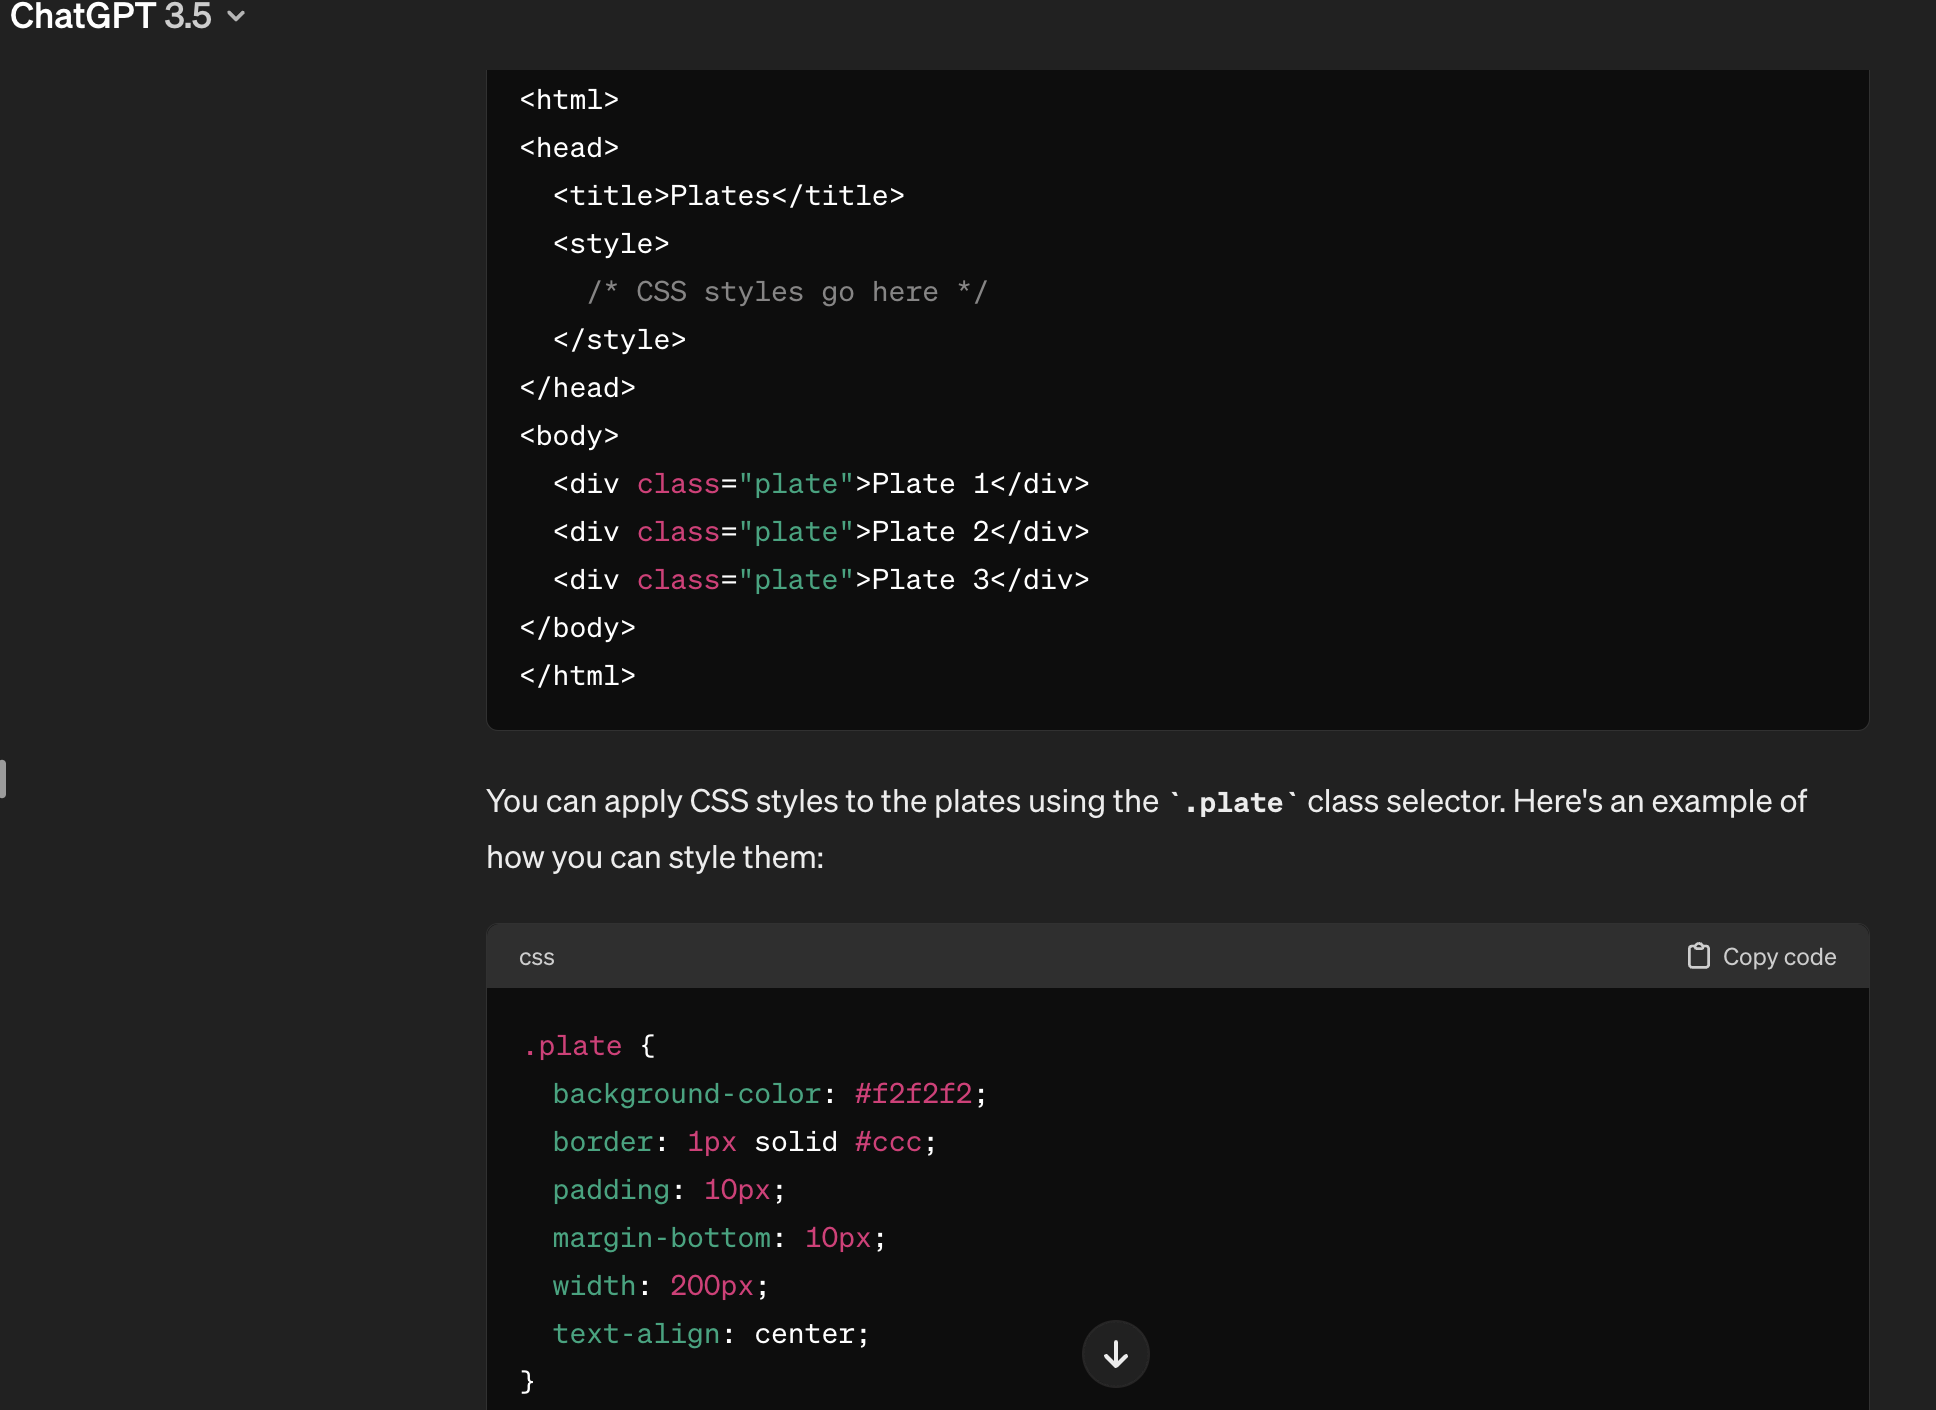 ChatGPT 3.5
<html>
<head>
  <title>Plates</title>
  <style>
    /* CSS styles go here */
  </style>
</head>
<body>
  <div class="plate">Plate 1</div>
  <div class="plate">Plate 2</div>
  <div class="plate">Plate 3</div>
</body>
</html>
You can apply CSS styles to the plates using the `.plate` class selector. Here's an example of
how you can style them:
css Copy code
.plate {
  background-color: #f2f2f2;
  border: 1px solid #ccc;
  padding: 10px;
  margin-bottom: 10px;
  width: 200px;
  text-align: center;
}